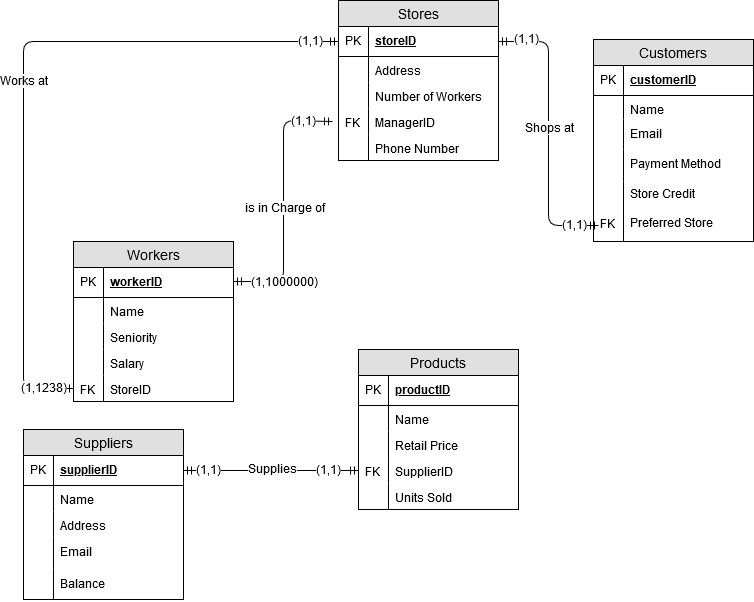 Stores
PK storeID
Address
Number of Workers
FK ManagerID
Phone Number
(1,1)
(1,1)
Works at
(1,1)
Shops at
(1,1)
is in Charge of
Customers
PK customerID
Name
Email
Payment Method
Store Credit
FK Preferred Store
Workers
PK workerID
Name
Seniority
Salary
FK StoreID
(1,1000000)
(1,1238)
Products
PK productID
Name
Retail Price
FK SupplierID
Units Sold
Suppliers
PK supplierID
Name
Address
Email
Balance
(1,1) Supplies (1,1)